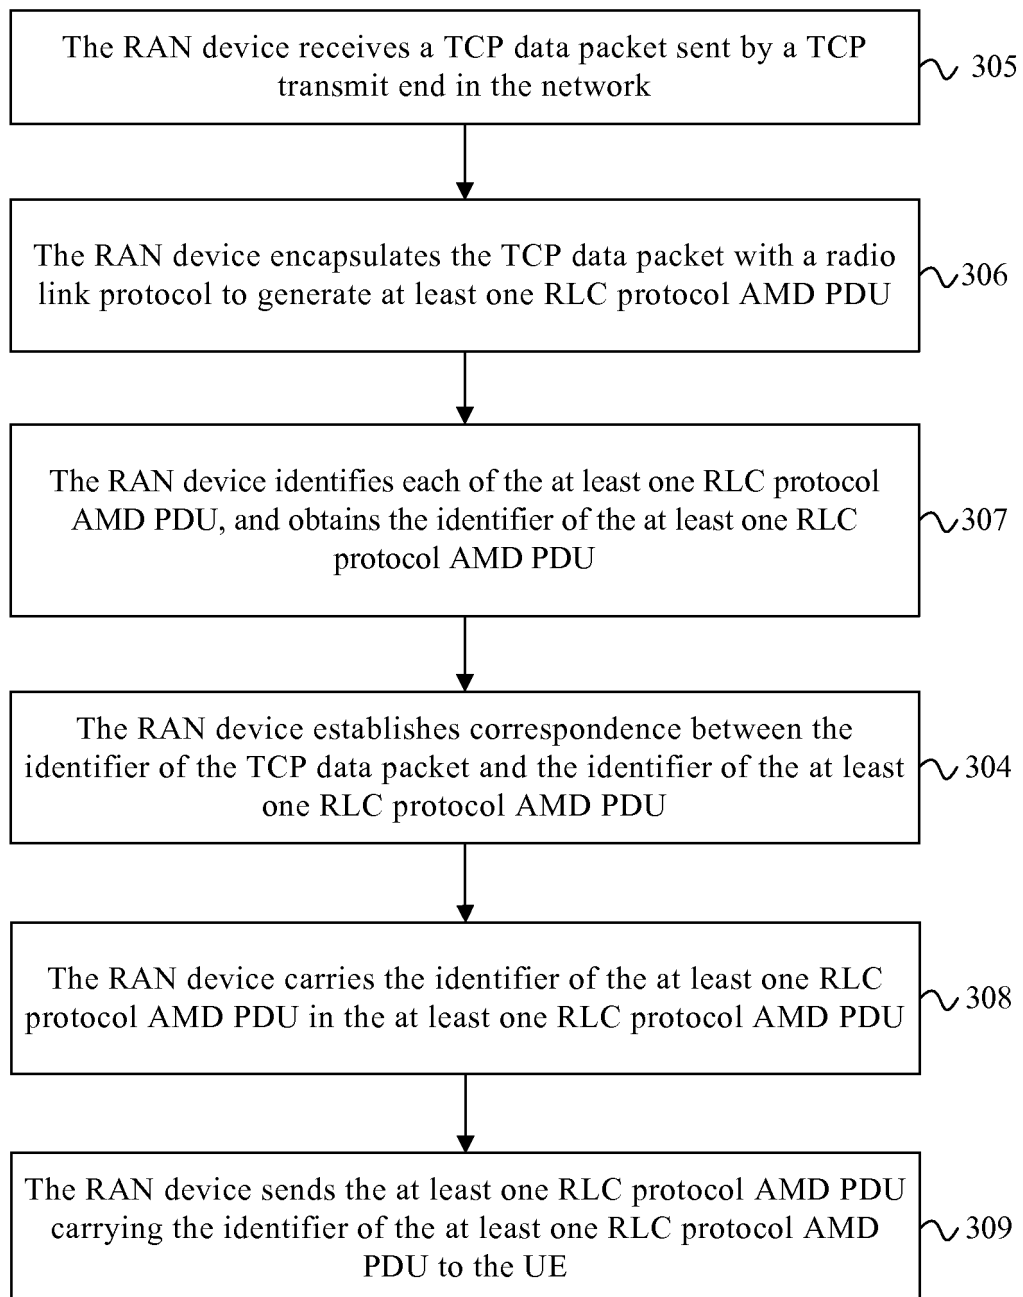 The RAN device receives a TCP data packet sent by a TCP
transmit end in the network
305
The RAN device encapsulates the TCP data packet with a radio
link protocol to generate at least one RLC protocol AMD PDU
306
The RAN device identifies each of the at least one RLC protocol
AMD PDU, and obtains the identifier of the at least one RLC
protocol AMD PDU
307
The RAN device establishes correspondence between the
identifier of the TCP data packet and the identifier of the at least
one RLC protocol AMD PDU
304
The RAN device carries the identifier of the at least one RLC
protocol AMD PDU in the at least one RLC protocol AMD PDU
308
The RAN device sends the at least one RLC protocol AMD PDU
carrying the identifier of the at least one RLC protocol AMD
PDU to the UE
309